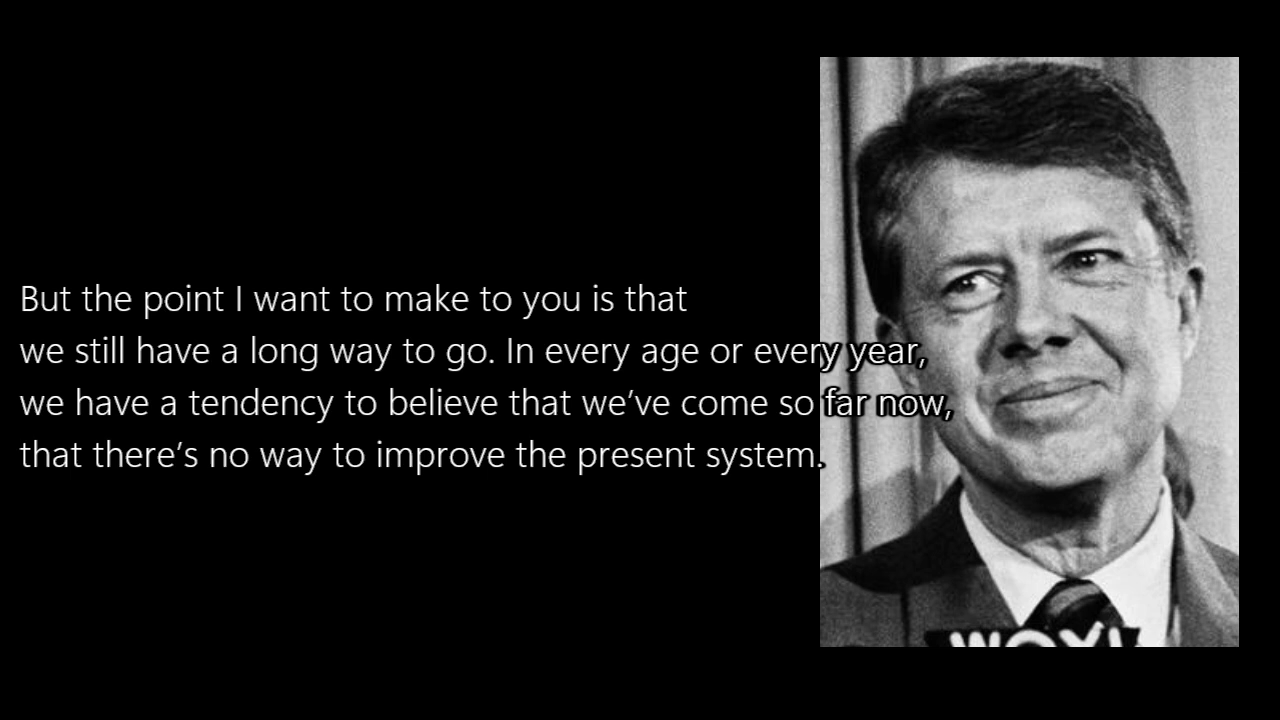 But the point I want to make to you is that
we still have a long way to go. In every age or every year,
we have a tendency to believe that we’ve come so far now,
that there’s no way to improve the present system.